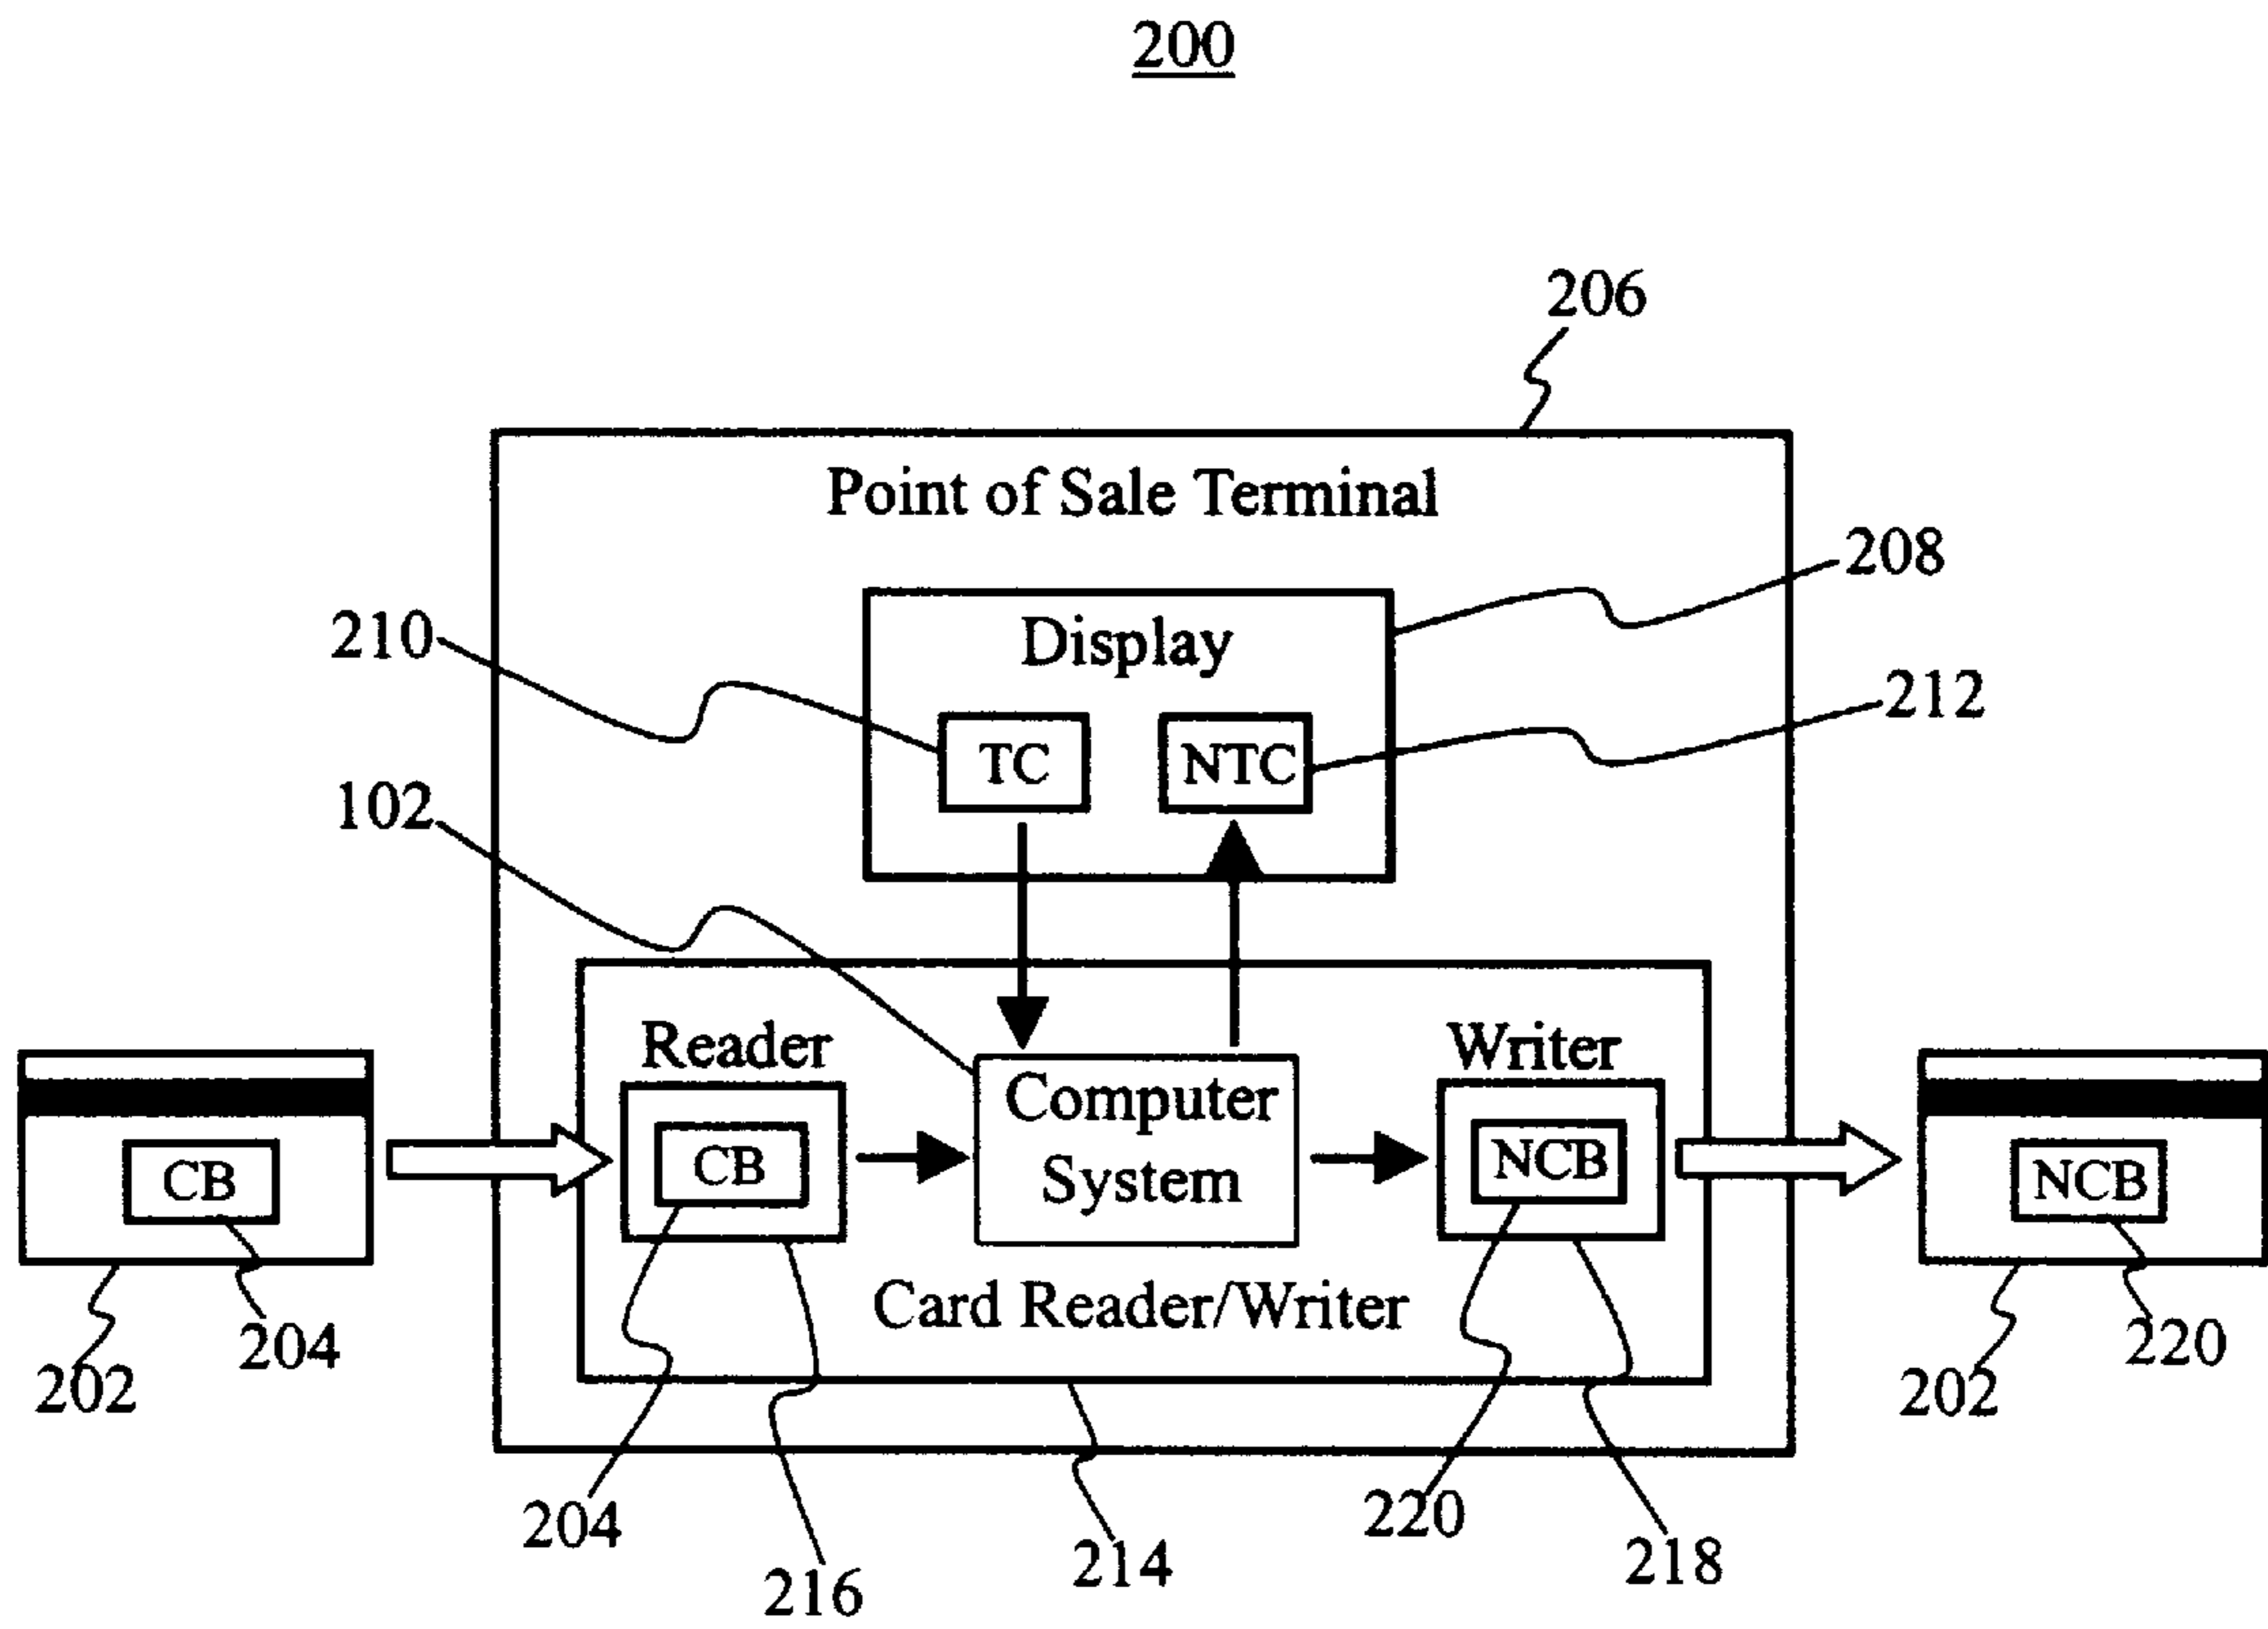 200
206
Point of Sale Terminal
208
210
Display
212
TC
NTC
102
Reader
Writer
Computer
System
CB
CB
NCB
NCB
Card Reader/Writer
204
202
220
202
204
220
216
214
218